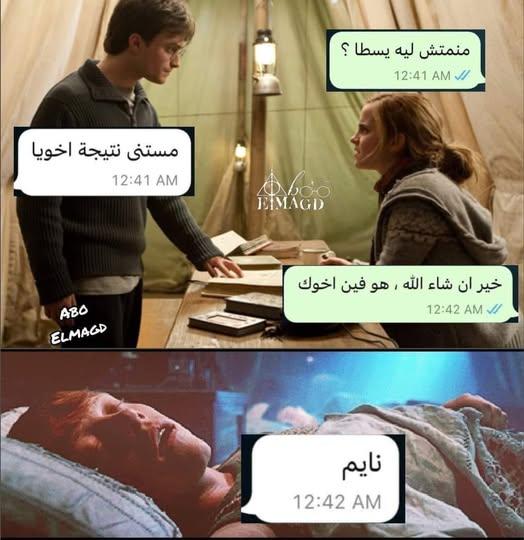 منمتش ليه يسطا ؟
12:41 AM
مستنى نتيجة اخويا
12:41 AM
ELMAGD
خير ان شاء الله ، هو فين اخوك
12:42 AM
ABO
ELMAGD
نايم
12:42 AM